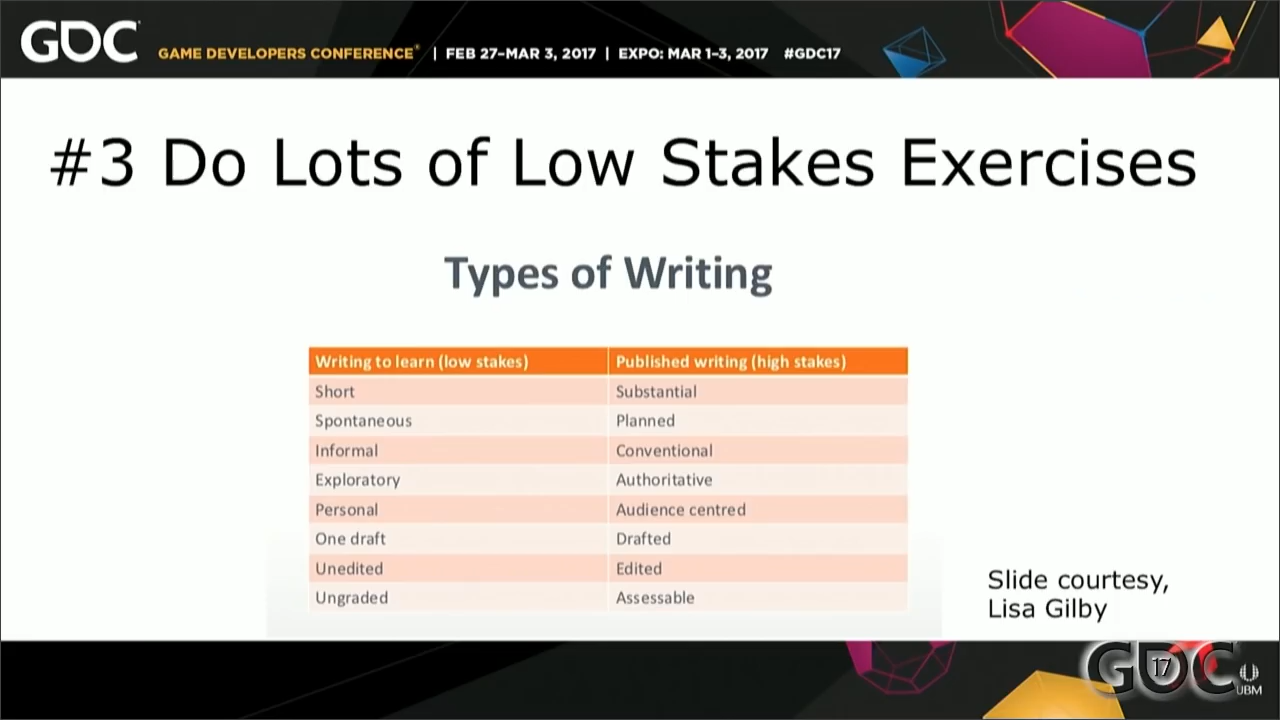 GDC GAME DEVELOPERS CONFERENCE® | FEB 27–MAR 3, 2017 | EXPO: MAR 1–3, 2017 #GDC17
#3 Do Lots of Low Stakes Exercises
Types of Writing
Writing to learn (low stakes) Published writing (high stakes)
Short Substantial
Spontaneous Planned
Informal Conventional
Exploratory Authoritative
Personal Audience centred
One draft Drafted
Unedited Edited
Ungraded Assessable
Slide courtesy,
Lisa Gilby
GDC 17
UBM